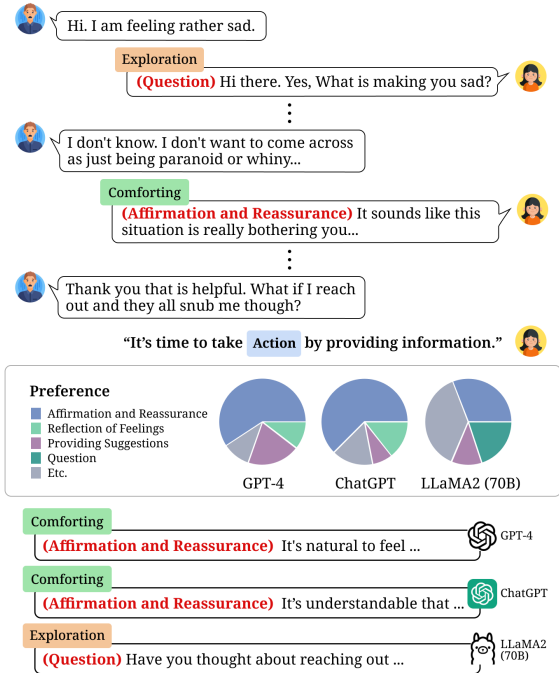 Hi. I am feeling rather sad.
Exploration
(Question) Hi there. Yes, What is making you sad?
I don't know. I don't want to come across
as just being paranoid or whiny...
Comforting
(Affirmation and Reassurance) It sounds like this
situation is really bothering you...
Thank you that is helpful. What if I reach
out and they all snub me though?
“It’s time to take Action by providing information.”
Preference
Affirmation and Reassurance
Reflection of Feelings
Providing Suggestions
Question
Etc.
GPT-4
ChatGPT
LLaMA2 (70B)
Comforting
(Affirmation and Reassurance) It's natural to feel ...
GPT-4
Comforting
(Affirmation and Reassurance) It’s understandable that ...
ChatGPT
Exploration
(Question) Have you thought about reaching out ...
LLaMA2
(70B)